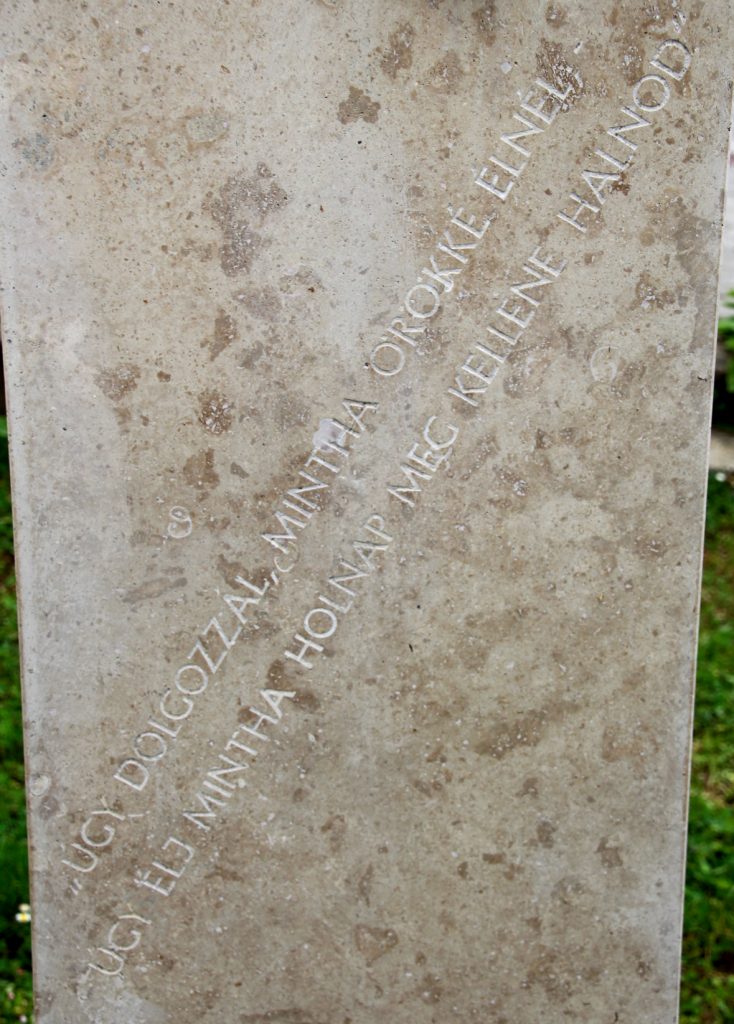 „ÚGY DOLGOZZÁL, MINTHA ÖRÖKKÉ ÉLNÉL,
ÚGY ÉLJ MINTHA HOLNAP MEG KELLENE HALNOD”